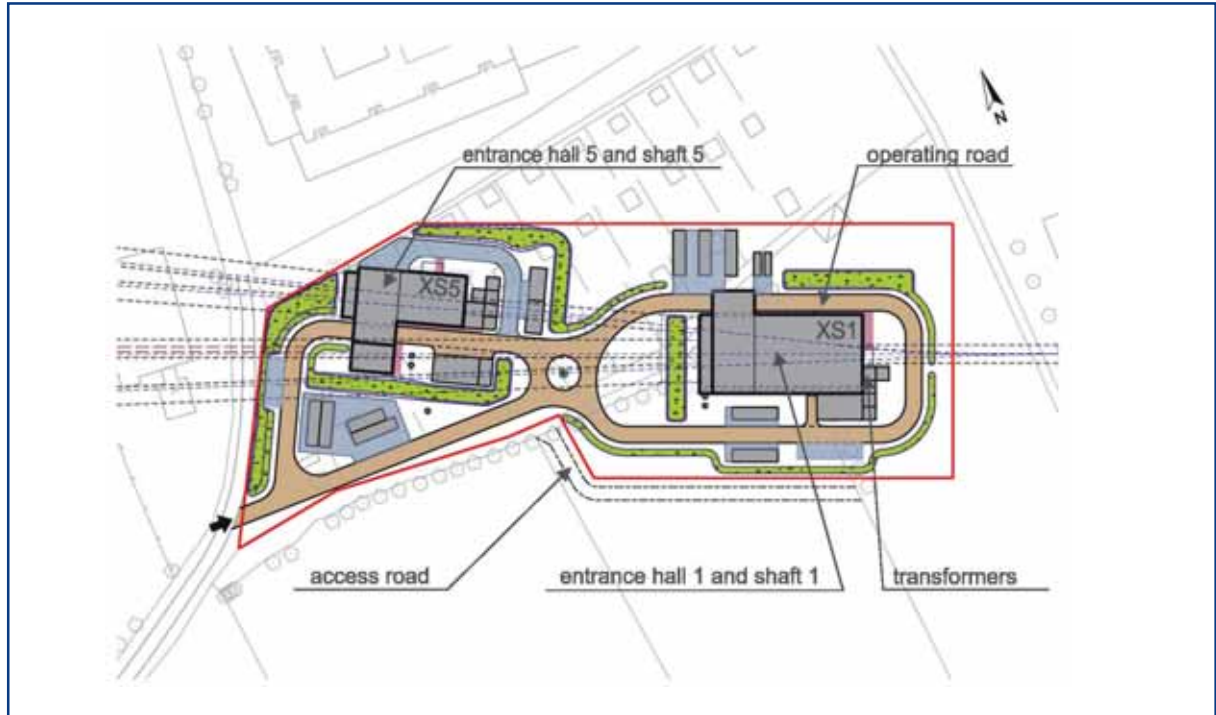 N
entrance hall 5 and shaft 5
operating road
XS5
XS1
access road
entrance hall 1 and shaft 1
transformers